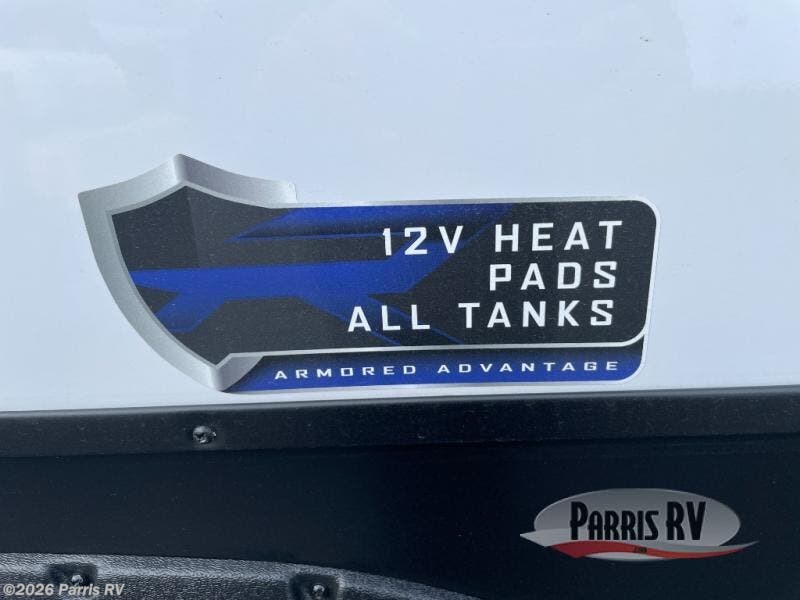 12V HEAT
PADS
ALL TANKS
ARMORED ADVANTAGE
PARRIS RV
©2026 Parris RV